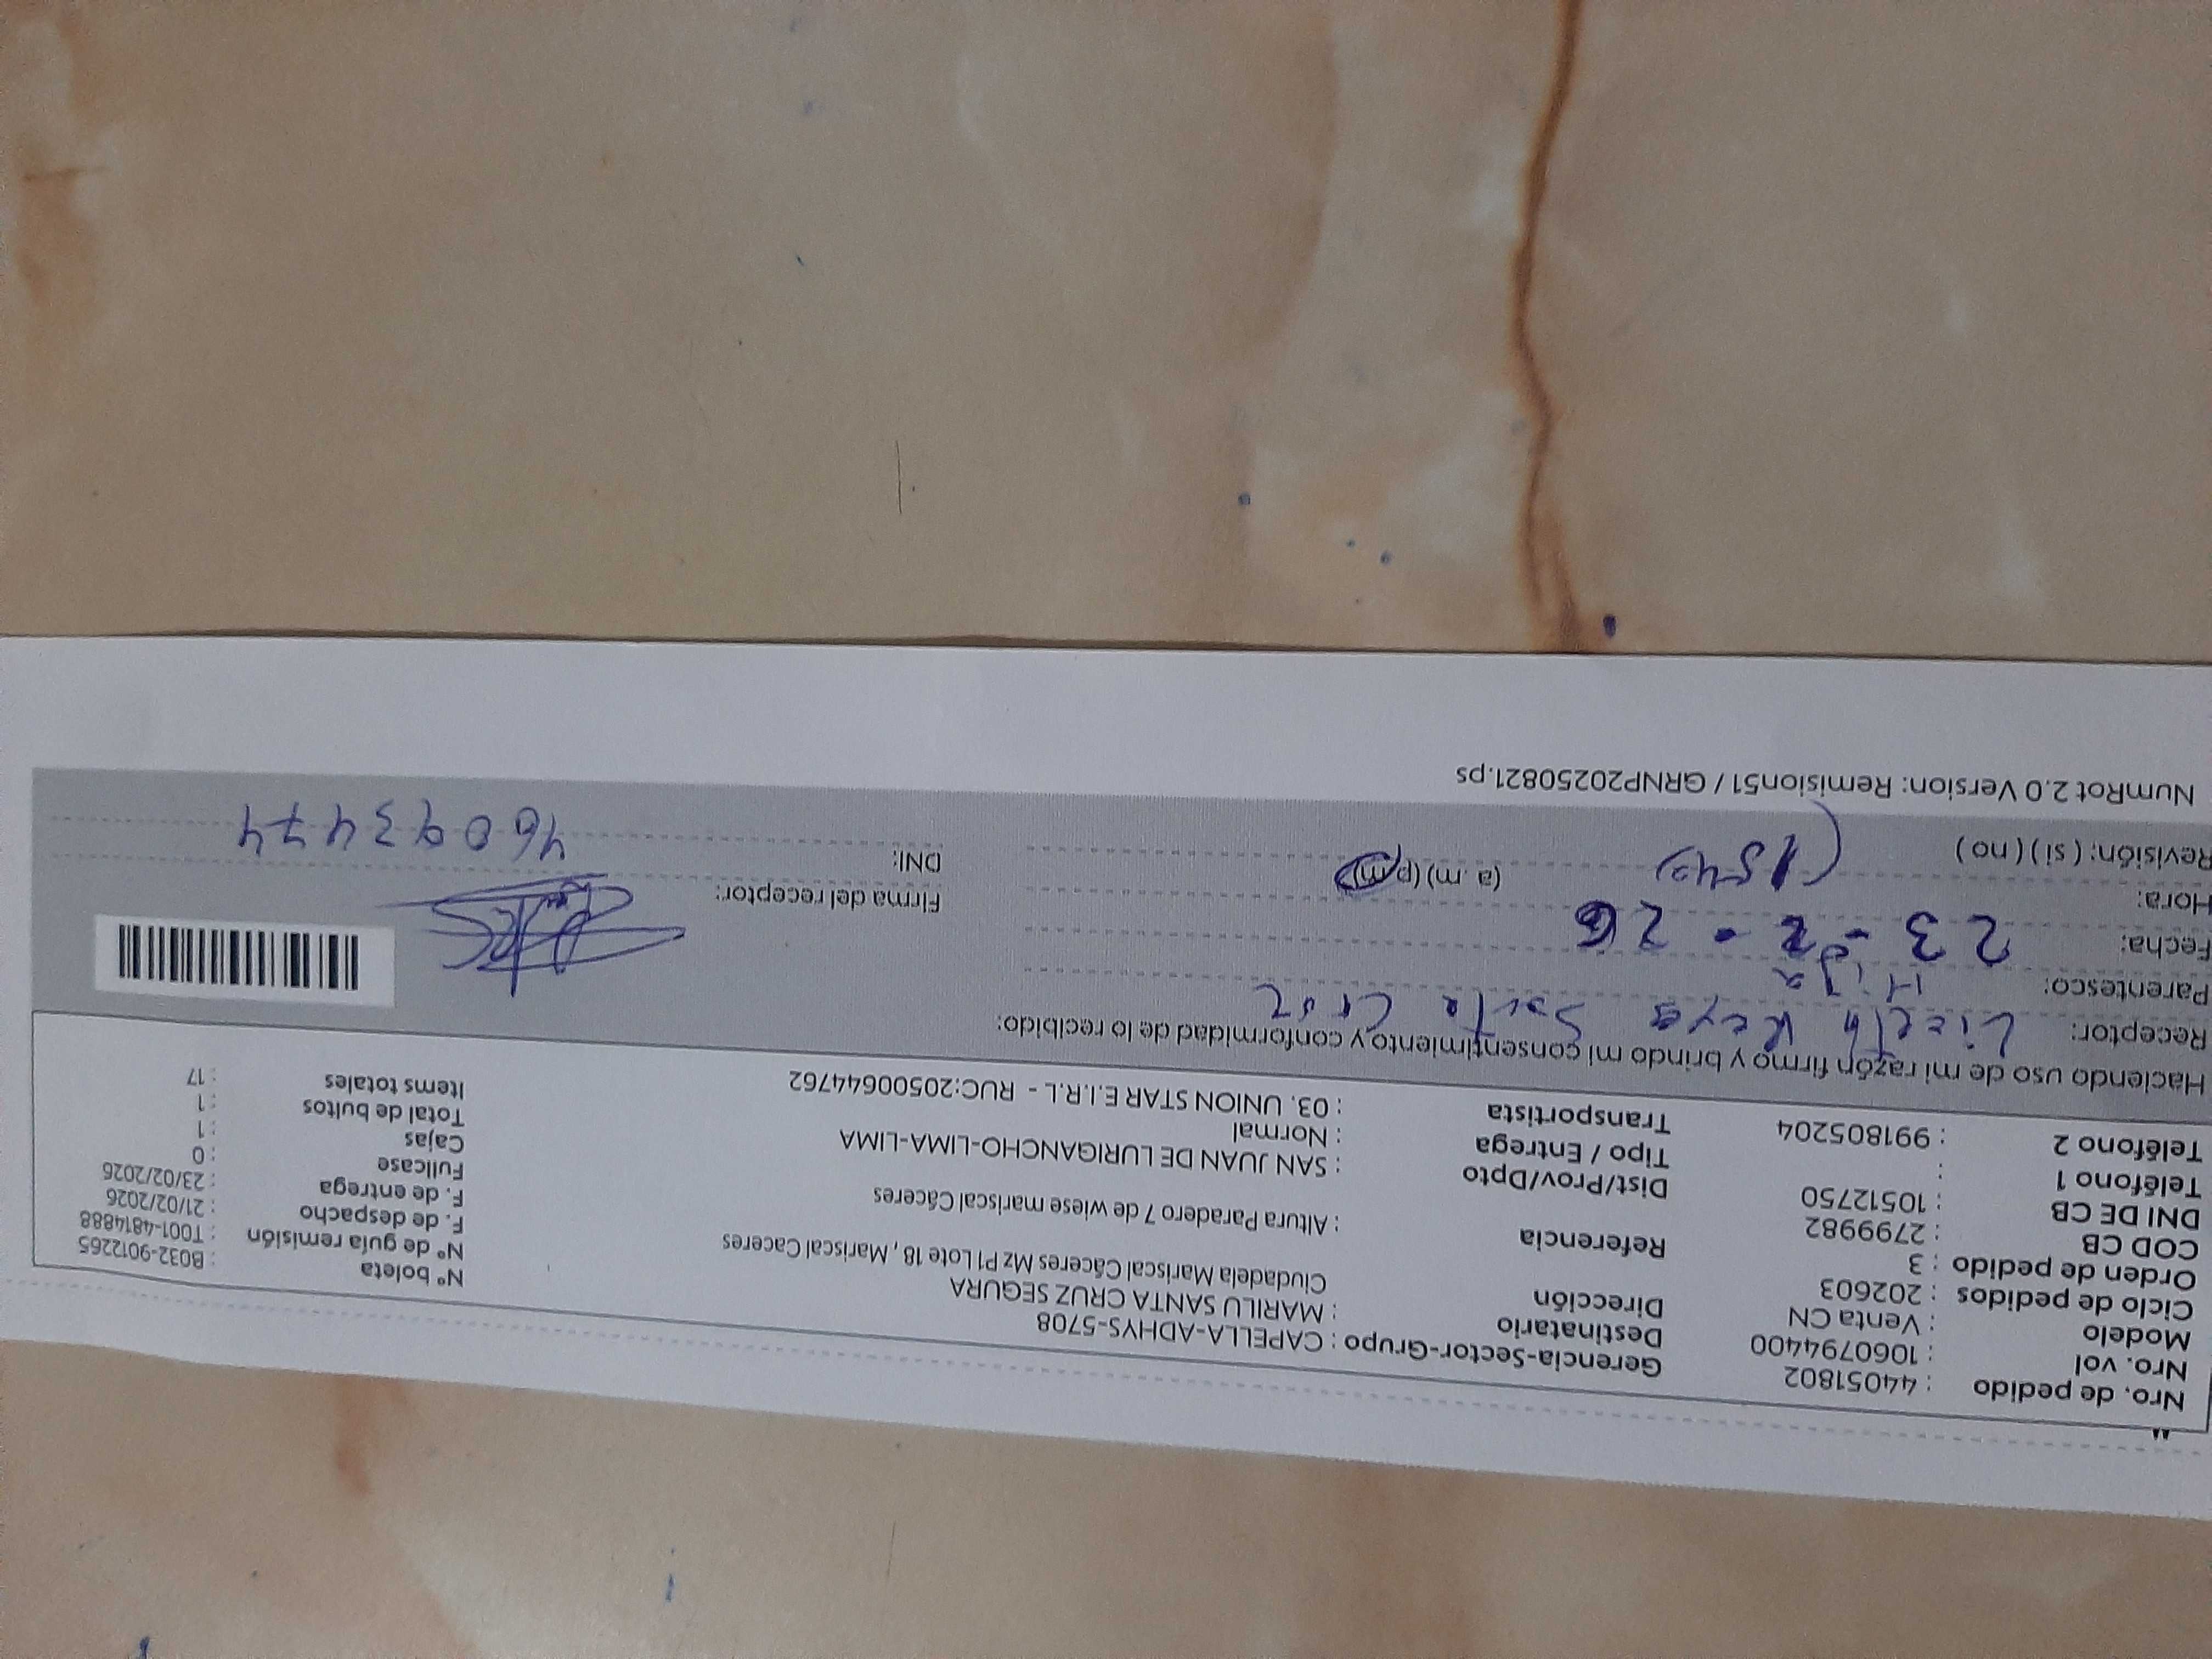 Nro. de pedido : 44051802
Nro. vol : 1060794400
Modelo : Venta CN
Ciclo de pedidos : 202603
Orden de pedido : 3
COD CB : 2799982
DNI DE CB : 10512750
Teléfono 1 :
Teléfono 2 : 991805204
Gerencia-Sector-Grupo : CAPELLA-ADHYS-5708
Destinatario : MARILU SANTA CRUZ SEGURA
Dirección Ciudadela Mariscal Cáceres Mz P1 Lote 18 , Mariscal Caceres
Referencia : Altura Paradero 7 de wiese mariscal Cáceres
Dist/Prov/Dpto : SAN JUAN DE LURIGANCHO-LIMA-LIMA
Tipo / Entrega : Normal
Transportista : 03. UNION STAR E.I.R.L - RUC:20500644762
N° boleta : B032-9012265
N° de guía remisión : T001-4814888
F. de despacho : 21/02/2026
F. de entrega : 23/02/2026
Fullcase : 0
Cajas : 1
Total de bultos : 1
Items totales : 17
Haciendo uso de mi razón firmo y brindo mi consentimiento y conformidad de lo recibido:
Receptor: Liseth Reyes Santa Cruz
Parentesco: Hija
Fecha: 23 - 2 - 26
Hora: (a. m) (p.m)
Revisión: ( si ) ( no )
Firma del receptor:
DNI: 46093474
NumRot 2.0 Version: Remision51 / GRNP20250821.ps